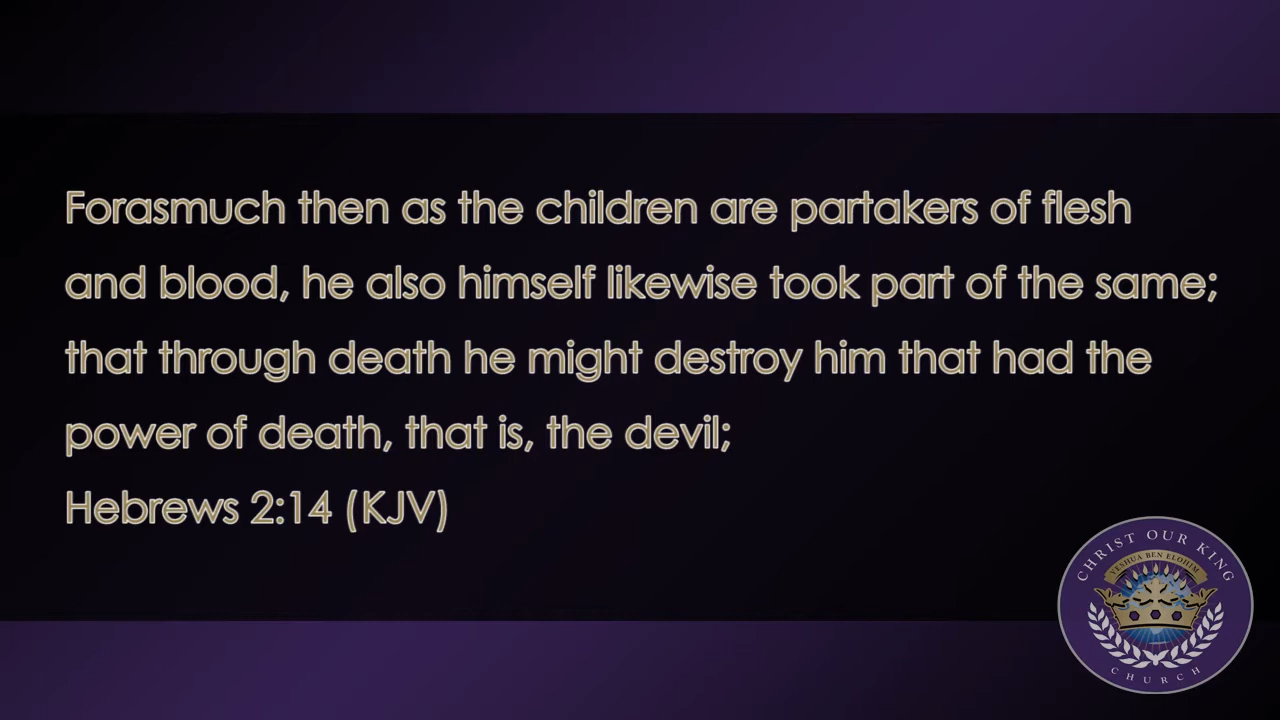 Forasmuch then as the children are partakers of flesh
and blood, he also himself likewise took part of the same;
that through death he might destroy him that had the
power of death, that is, the devil;
Hebrews 2:14 (KJV)
CHRIST OUR KING
YESHUA BEN ELOHIM
CHURCH